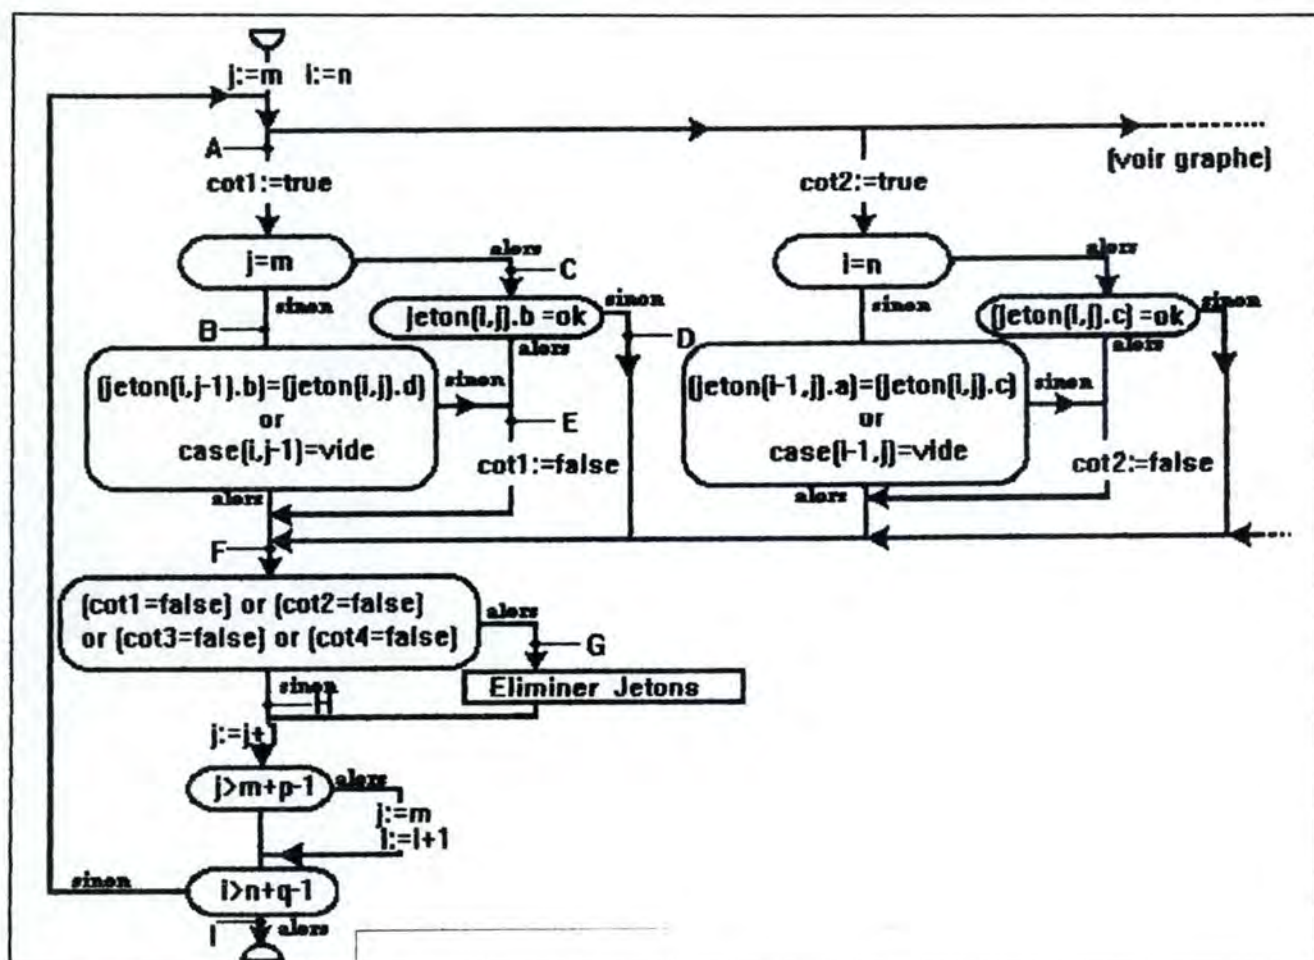 j:=m i:=n
A
(voir graphe)
cot1:=true
cot2:=true
j=m
alors
C
i=n
alors
sinon
jeton(i,j).b =ok
sinon
sinon
(jeton(i,j).c) =ok
sinon
B
D
alors
alors
(jeton(i,j-1).b)=(jeton(i,j).d)
or
case(i,j-1)=vide
sinon
E
cot1:=false
(jeton(i-1,j).a)=(jeton(i,j).c)
or
case(i-1,j)=vide
sinon
cot2:=false
alors
alors
F
(cot1=false) or (cot2=false)
or (cot3=false) or (cot4=false)
alors
G
Eliminer Jetons
sinon
H
j:=j+
j>m+p-1
alors
j:=m
i:=i+1
i>n+q-1
sinon
I
alors